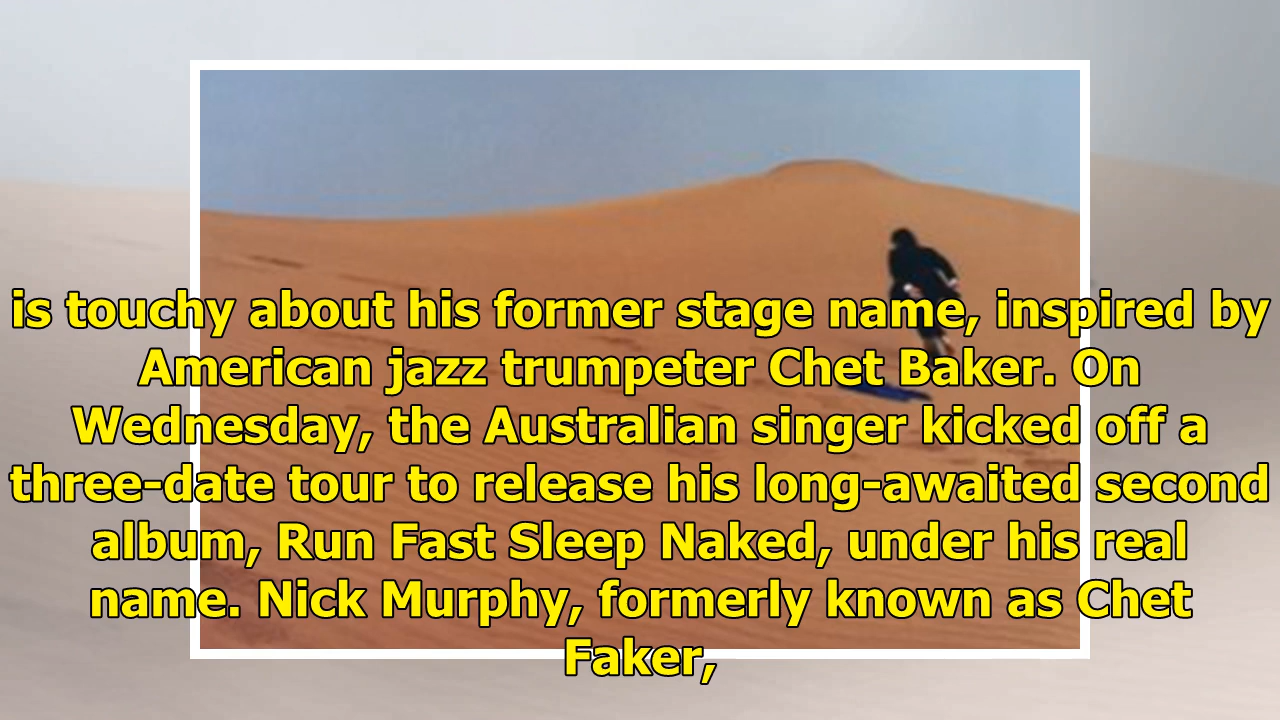 is touchy about his former stage name, inspired by
American jazz trumpeter Chet Baker. On
Wednesday, the Australian singer kicked off a
three-date tour to release his long-awaited second
album, Run Fast Sleep Naked, under his real
name. Nick Murphy, formerly known as Chet
Faker,